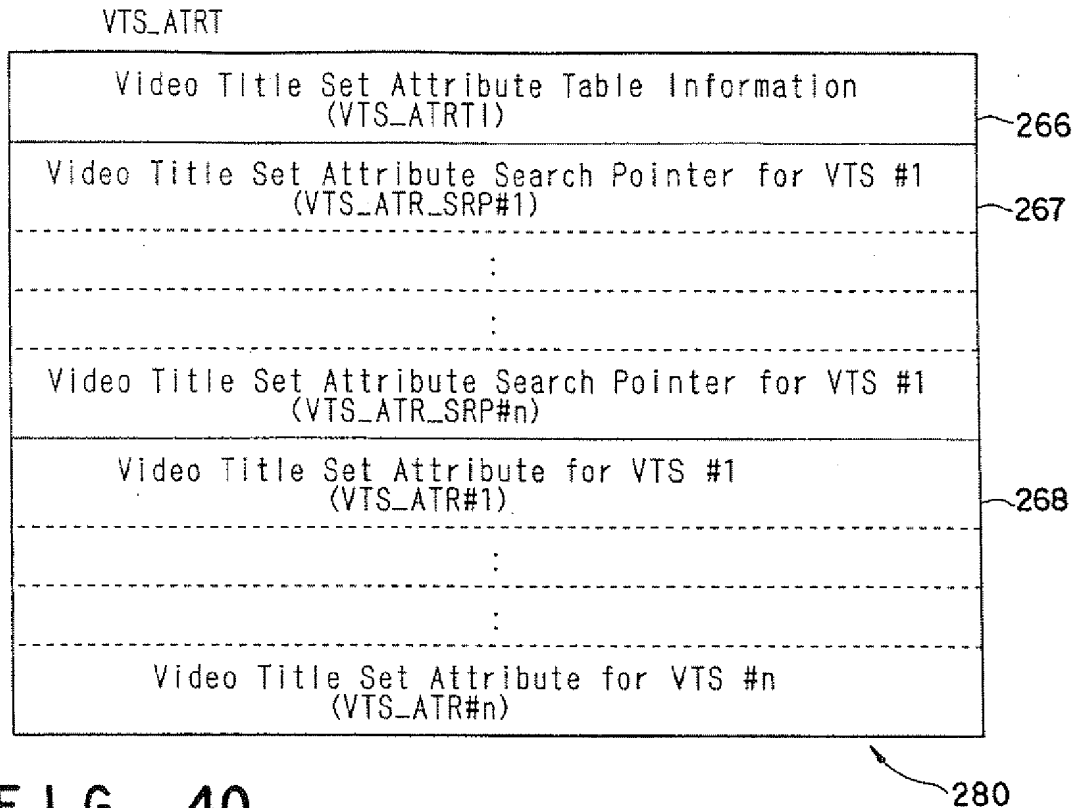 VTS_ATRT
Video Title Set Attribute Table Information
(VTS_ATRTI)
266
Video Title Set Attribute Search Pointer for VTS #1
(VTS_ATR_SRP#1)
267
:
:
Video Title Set Attribute Search Pointer for VTS #1
(VTS_ATR_SRP#n)
Video Title Set Attribute for VTS #1
(VTS_ATR#1)
268
:
:
Video Title Set Attribute for VTS #n
(VTS_ATR#n)
280
FIG. 40